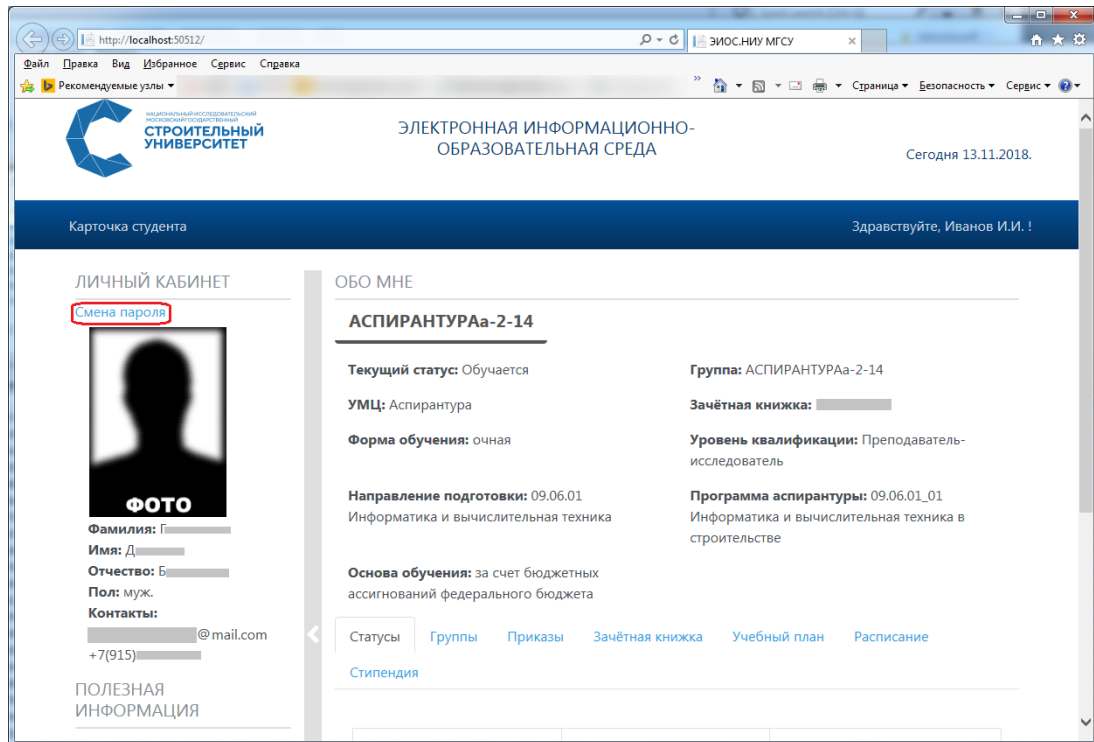 http://localhost:50512/
ЭИОС.НИУ МГСУ
Файл Правка Вид Избранное Сервис Справка
Рекомендуемые узлы
Страница Безопасность Сервис
НАЦИОНАЛЬНЫЙ ИССЛЕДОВАТЕЛЬСКИЙ
МОСКОВСКИЙ ГОСУДАРСТВЕННЫЙ
СТРОИТЕЛЬНЫЙ
УНИВЕРСИТЕТ
ЭЛЕКТРОННАЯ ИНФОРМАЦИОННО-
ОБРАЗОВАТЕЛЬНАЯ СРЕДА
Сегодня 13.11.2018.
Карточка студента
Здравствуйте, Иванов И.И. !
ЛИЧНЫЙ КАБИНЕТ
Смена пароля
ФОТО
Фамилия: Г
Имя: Д
Отчество: Б
Пол: муж.
Контакты:
@mail.com
+7(915)
ПОЛЕЗНАЯ
ИНФОРМАЦИЯ
ОБО МНЕ
АСПИРАНТУРАа-2-14
Текущий статус: Обучается
Группа: АСПИРАНТУРАа-2-14
УМЦ: Аспирантура
Зачётная книжка:
Форма обучения: очная
Уровень квалификации: Преподаватель-
исследователь
Направление подготовки: 09.06.01
Информатика и вычислительная техника
Программа аспирантуры: 09.06.01_01
Информатика и вычислительная техника в
строительстве
Основа обучения: за счет бюджетных
ассигнований федерального бюджета
Статусы Группы Приказы Зачётная книжка Учебный план Расписание
Стипендия